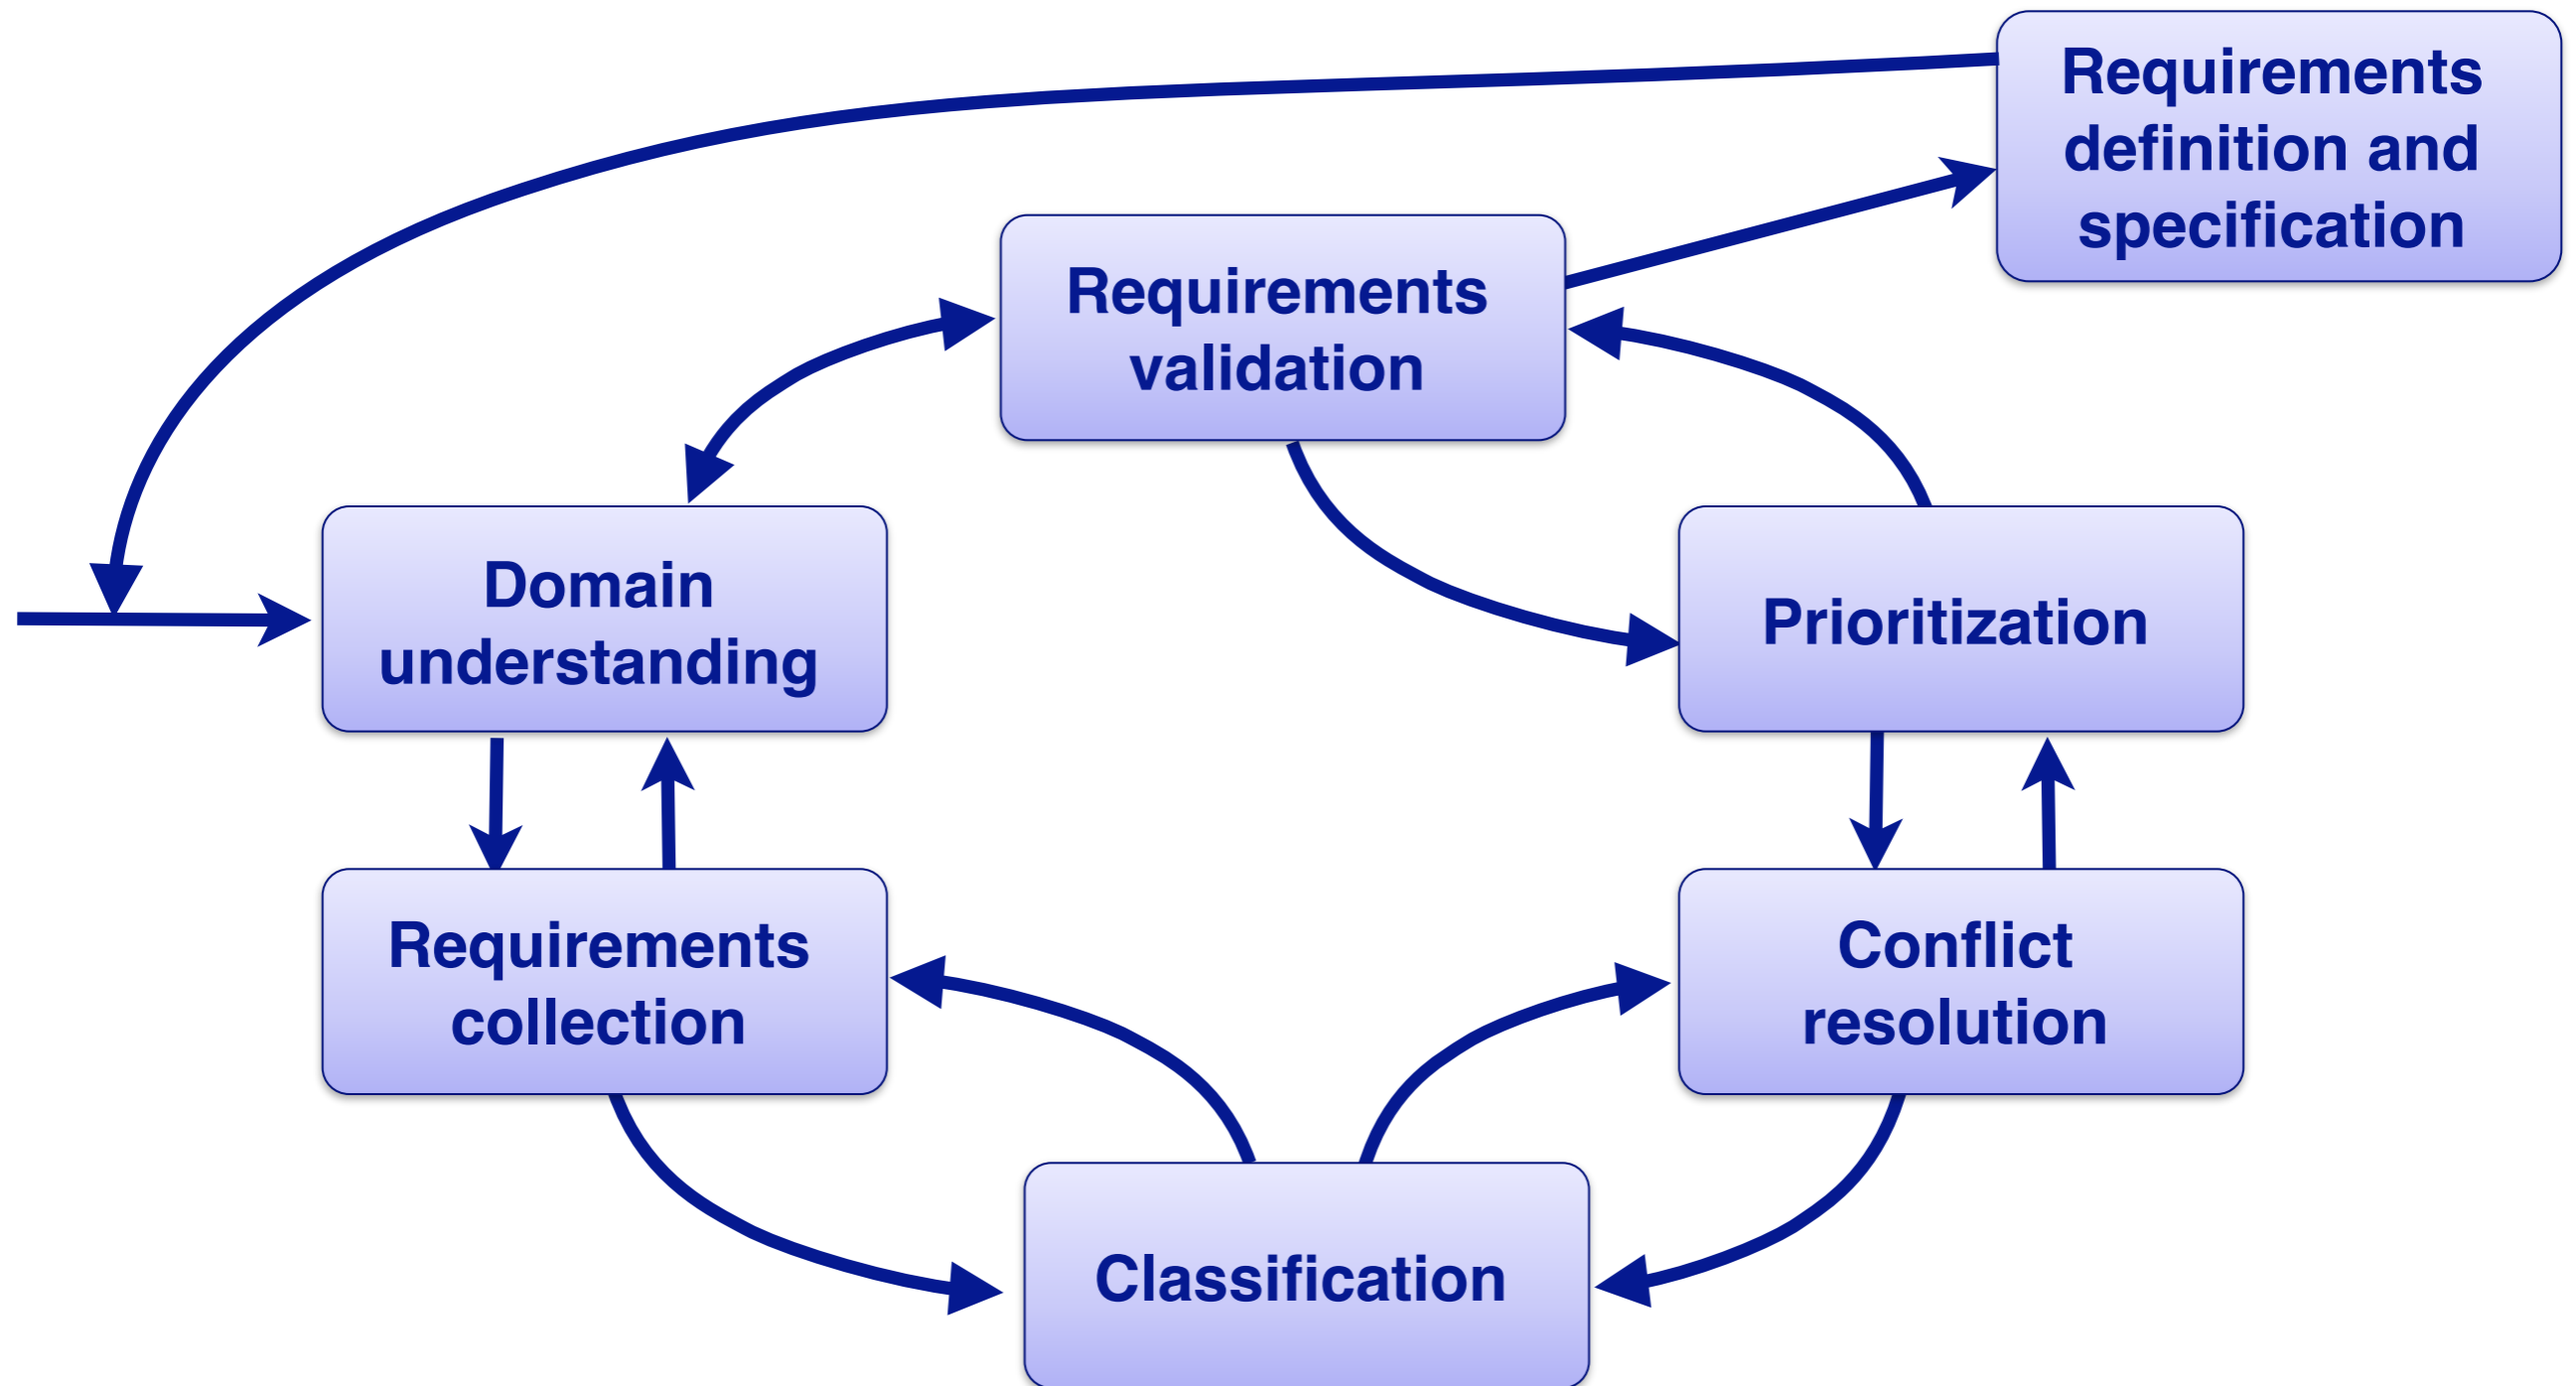 Requirements
definition and
specification
Requirements
validation
Domain
understanding
Prioritization
Requirements
collection
Conflict
resolution
Classification